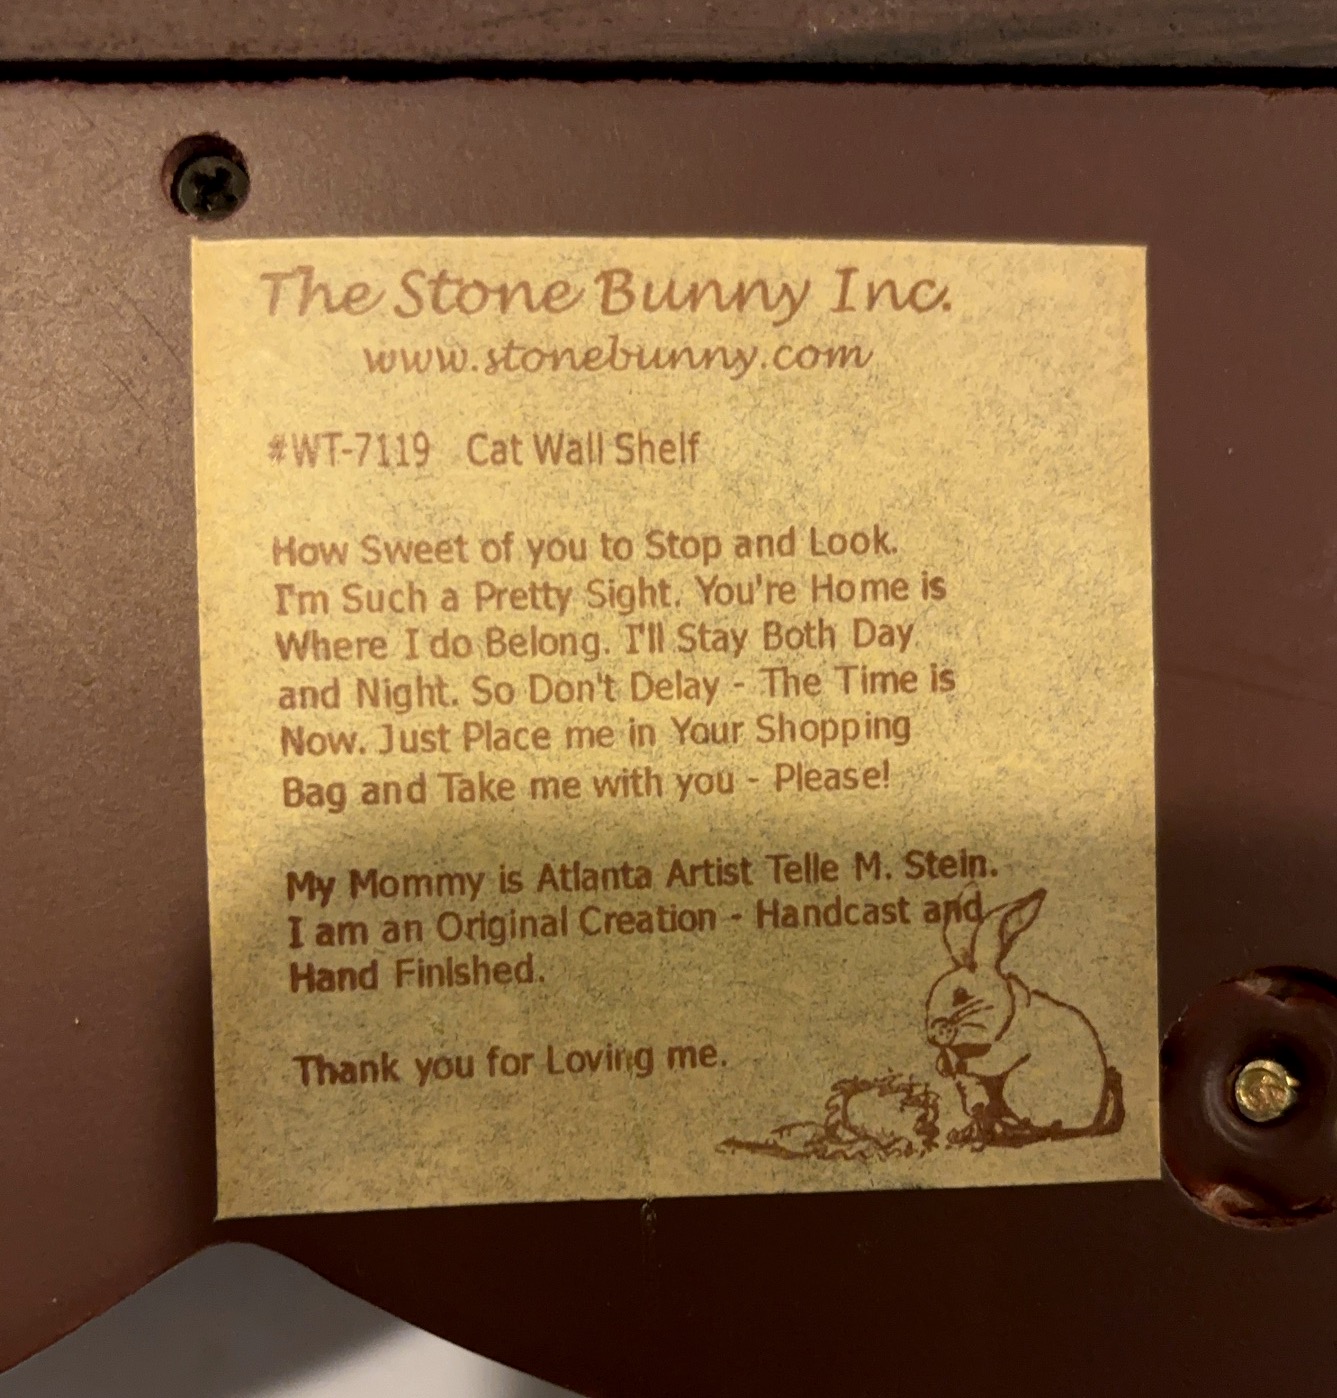 The Stone Bunny Inc.
www.stonebunny.com
#WT-7119 Cat Wall Shelf
How Sweet of you to Stop and Look.
I'm Such a Pretty Sight. You're Home is
Where I do Belong. I'll Stay Both Day
and Night. So Don't Delay - The Time is
Now. Just Place me in Your Shopping
Bag and Take me with you - Please!
My Mommy is Atlanta Artist Telle M. Stein.
I am an Original Creation - Handcast and
Hand Finished.
Thank you for Loving me.